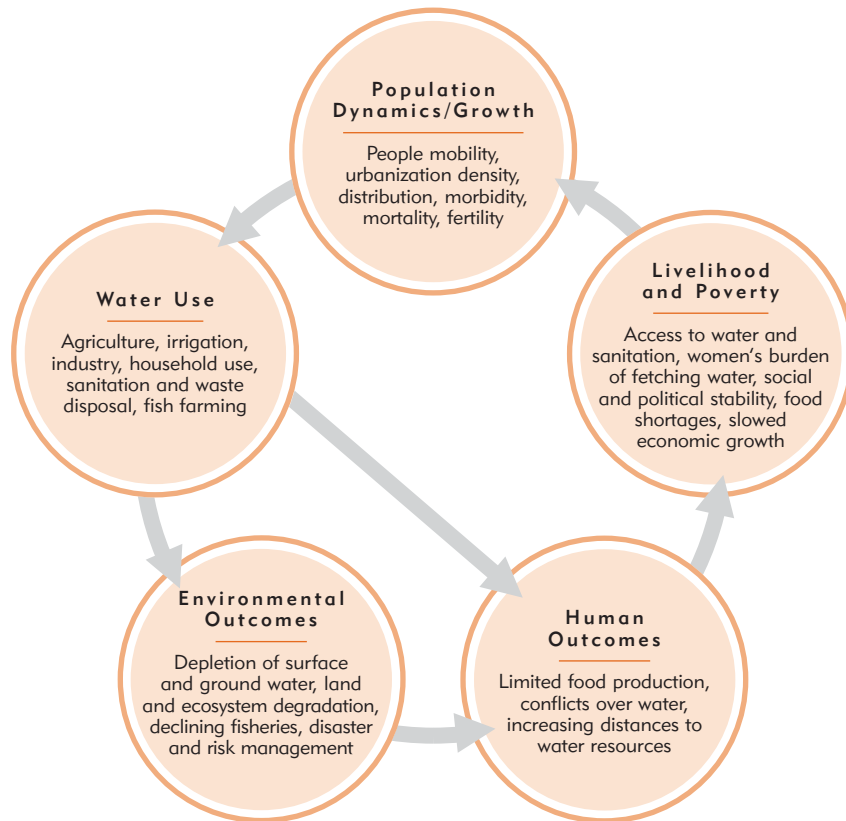 Population
Dynamics/Growth
People mobility,
urbanization density,
distribution, morbidity,
mortality, fertility
Water Use
Agriculture, irrigation,
industry, household use,
sanitation and waste
disposal, fish farming
Livelihood
and Poverty
Access to water and
sanitation, women’s burden
of fetching water, social
and political stability, food
shortages, slowed
economic growth
Environmental
Outcomes
Depletion of surface
and ground water, land
and ecosystem degradation,
declining fisheries, disaster
and risk management
Human
Outcomes
Limited food production,
conflicts over water,
increasing distances to
water resources